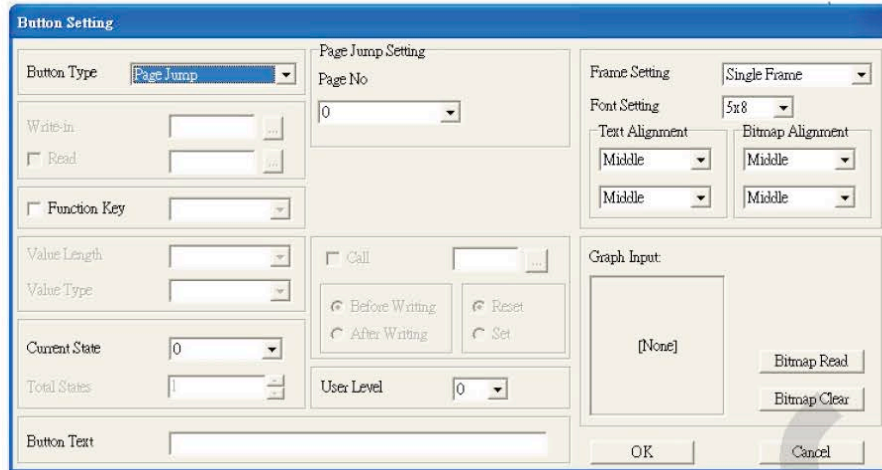 Button Setting
Button Type
Page Jump
Write-in
...
Read
...
Function Key
Value Length
Value Type
Current State
0
Total States
1
Button Text
Page Jump Setting
Page No
0
Call
...
Before Writing
Reset
After Writing
Set
User Level
0
Frame Setting
Single Frame
Font Setting
5x8
Text Alignment
Bitmap Alignment
Middle
Middle
Middle
Middle
Graph Input:
[None]
Bitmap Read
Bitmap Clear
OK
Cancel